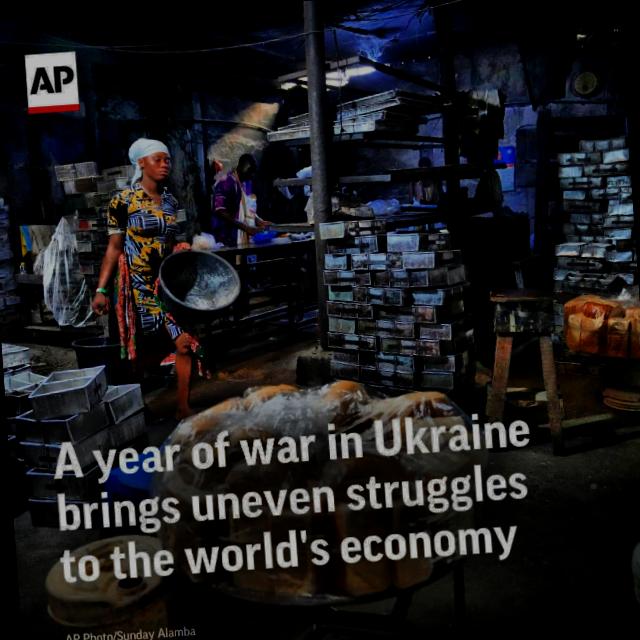 AP
A year of war in Ukraine
brings uneven struggles
to the world's economy
AP Photo/Sunday Alamba